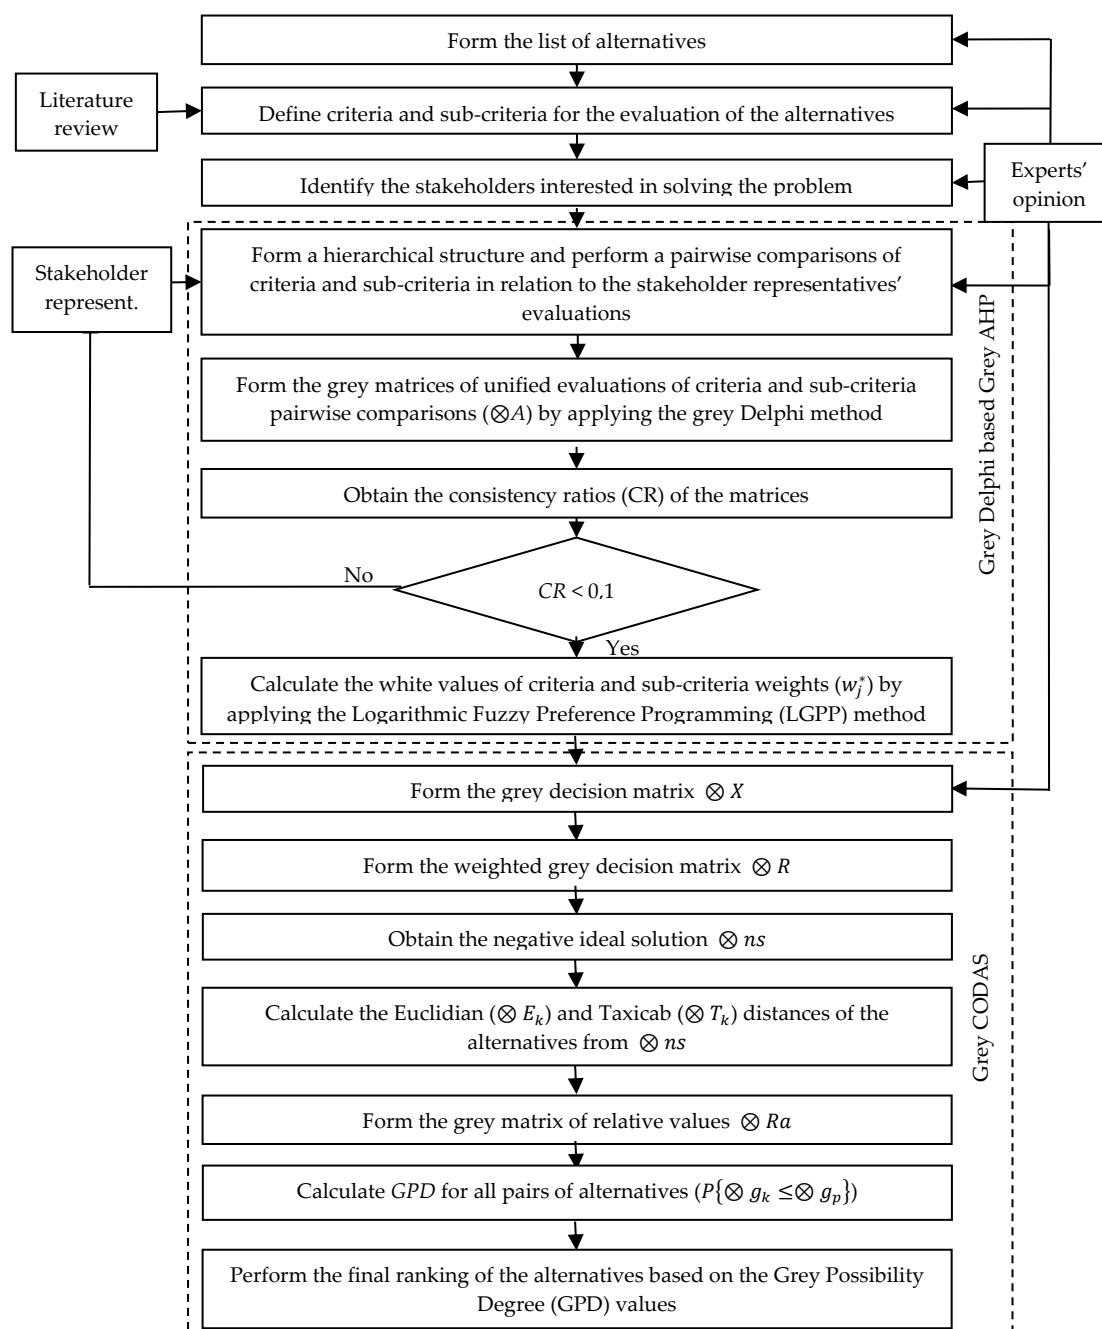 Form the list of alternatives
Literature
review
Define criteria and sub-criteria for the evaluation of the alternatives
Experts'
opinion
Identify the stakeholders interested in solving the problem
Stakeholder
represent.
Form a hierarchical structure and perform a pairwise comparisons of
criteria and sub-criteria in relation to the stakeholder representatives'
evaluations
Grey Delphi based Grey AHP
Form the grey matrices of unified evaluations of criteria and sub-criteria
pairwise comparisons (⊗A) by applying the grey Delphi method
Obtain the consistency ratios (CR) of the matrices
No
CR < 0,1
Yes
Calculate the white values of criteria and sub-criteria weights (w_j^*) by
applying the Logarithmic Fuzzy Preference Programming (LGPP) method
Form the grey decision matrix ⊗ X
Form the weighted grey decision matrix ⊗ R
Obtain the negative ideal solution ⊗ ns
Grey CODAS
Calculate the Euclidian (⊗ E_k) and Taxicab (⊗ T_k) distances of the
alternatives from ⊗ ns
Form the grey matrix of relative values ⊗ Ra
Calculate GPD for all pairs of alternatives (P{⊗ g_k ≤⊗ g_p})
Perform the final ranking of the alternatives based on the Grey Possibility
Degree (GPD) values